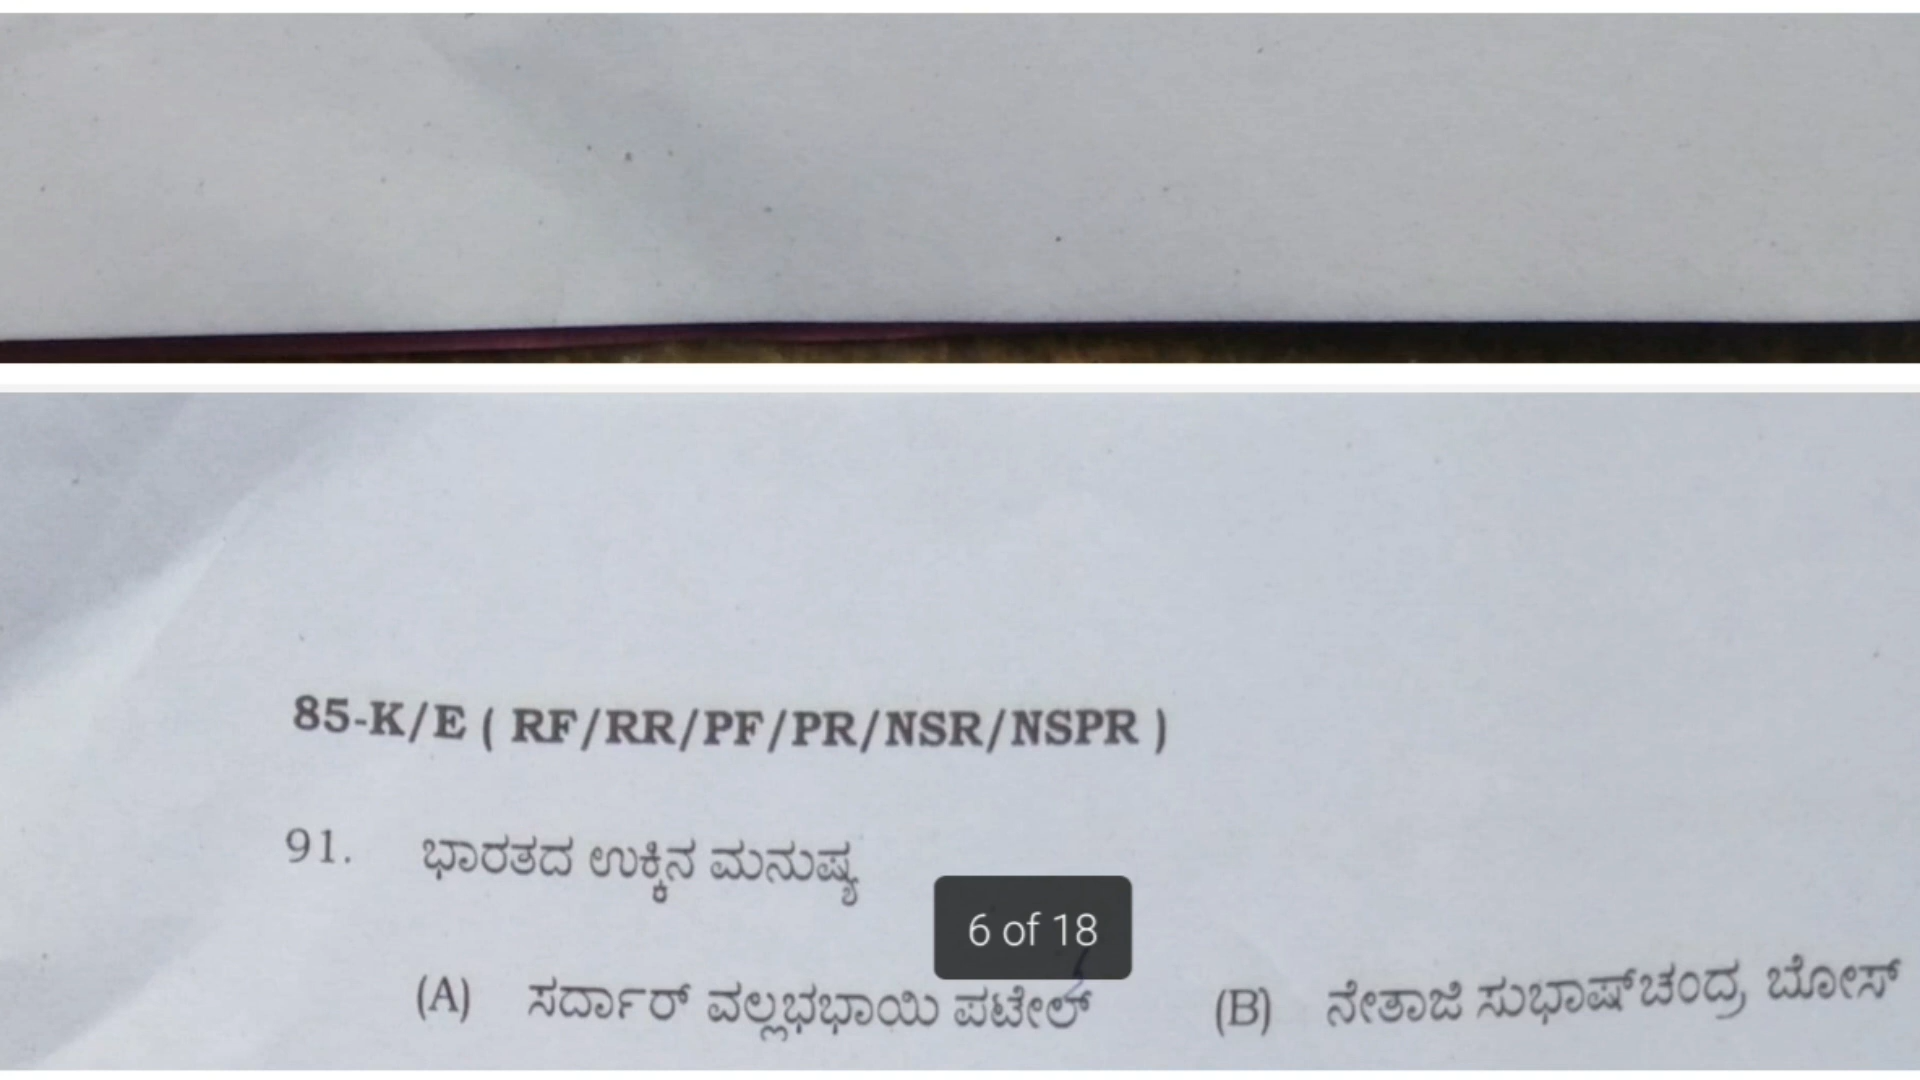 85-K/E ( RF/RR/PF/PR/NSR/NSPR )
91. ಭಾರತದ ಉಕ್ಕಿನ ಮನುಷ್ಯ
6 of 18
(A) ಸರ್ದಾರ್ ವಲ್ಲಭಭಾಯಿ ಪಟೇಲ್ (B) ನೇತಾಜಿ ಸುಭಾಷ್‌ಚಂದ್ರ ಬೋಸ್